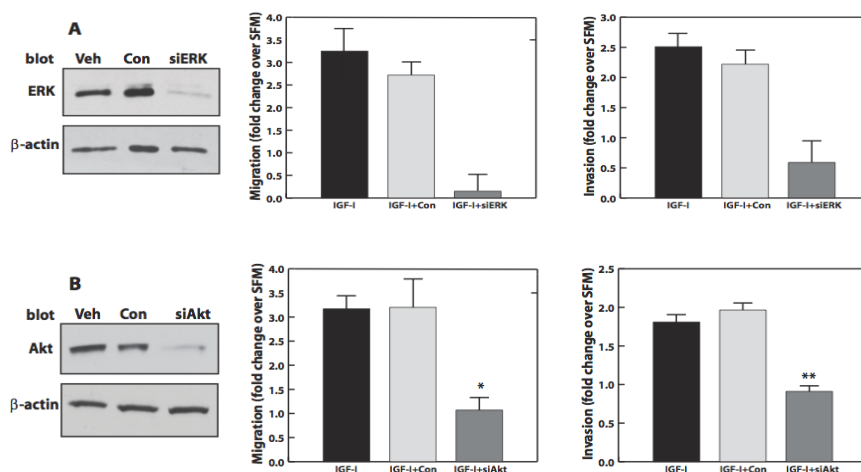 A
blot Veh Con siERK
ERK
β-actin
Migration (fold change over SFM)
4.0
3.5
3.0
2.5
2.0
1.5
1.0
0.5
0.0
IGF-I IGF-I+Con IGF-I+siERK
Invasion (fold change over SFM)
3.0
2.5
2.0
1.5
1.0
0.5
0.0
IGF-I IGF-I+Con IGF-I+siERK
B
blot Veh Con siAkt
Akt
β-actin
Migration (fold change over SFM)
4.0
3.5
3.0
2.5
2.0
1.5
1.0
0.5
0.0
*
IGF-I IGF-I+Con IGF-I+siAkt
Invasion (fold change over SFM)
2.5
2.0
1.5
1.0
0.5
0.0
**
IGF-I IGF-I+Con IGF-I+siAkt